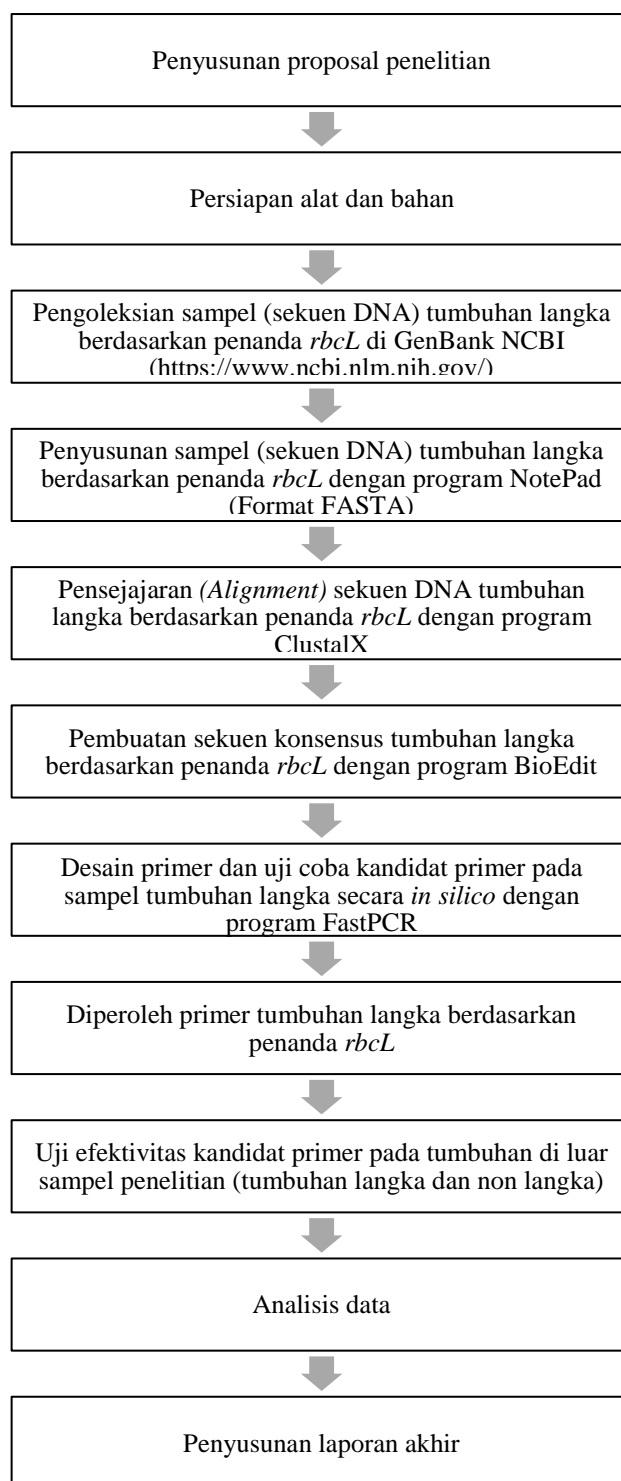 Penyusunan proposal penelitian
Persiapan alat dan bahan
Pengoleksian sampel (sekuen DNA) tumbuhan langka
berdasarkan penanda rbcL di GenBank NCBI
(https://www.ncbi.nlm.nih.gov/)
Penyusunan sampel (sekuen DNA) tumbuhan langka
berdasarkan penanda rbcL dengan program NotePad
(Format FASTA)
Pensejajaran (Alignment) sekuen DNA tumbuhan
langka berdasarkan penanda rbcL dengan program
ClustalX
Pembuatan sekuen konsensus tumbuhan langka
berdasarkan penanda rbcL dengan program BioEdit
Desain primer dan uji coba kandidat primer pada
sampel tumbuhan langka secara in silico dengan
program FastPCR
Diperoleh primer tumbuhan langka berdasarkan
penanda rbcL
Uji efektivitas kandidat primer pada tumbuhan di luar
sampel penelitian (tumbuhan langka dan non langka)
Analisis data
Penyusunan laporan akhir